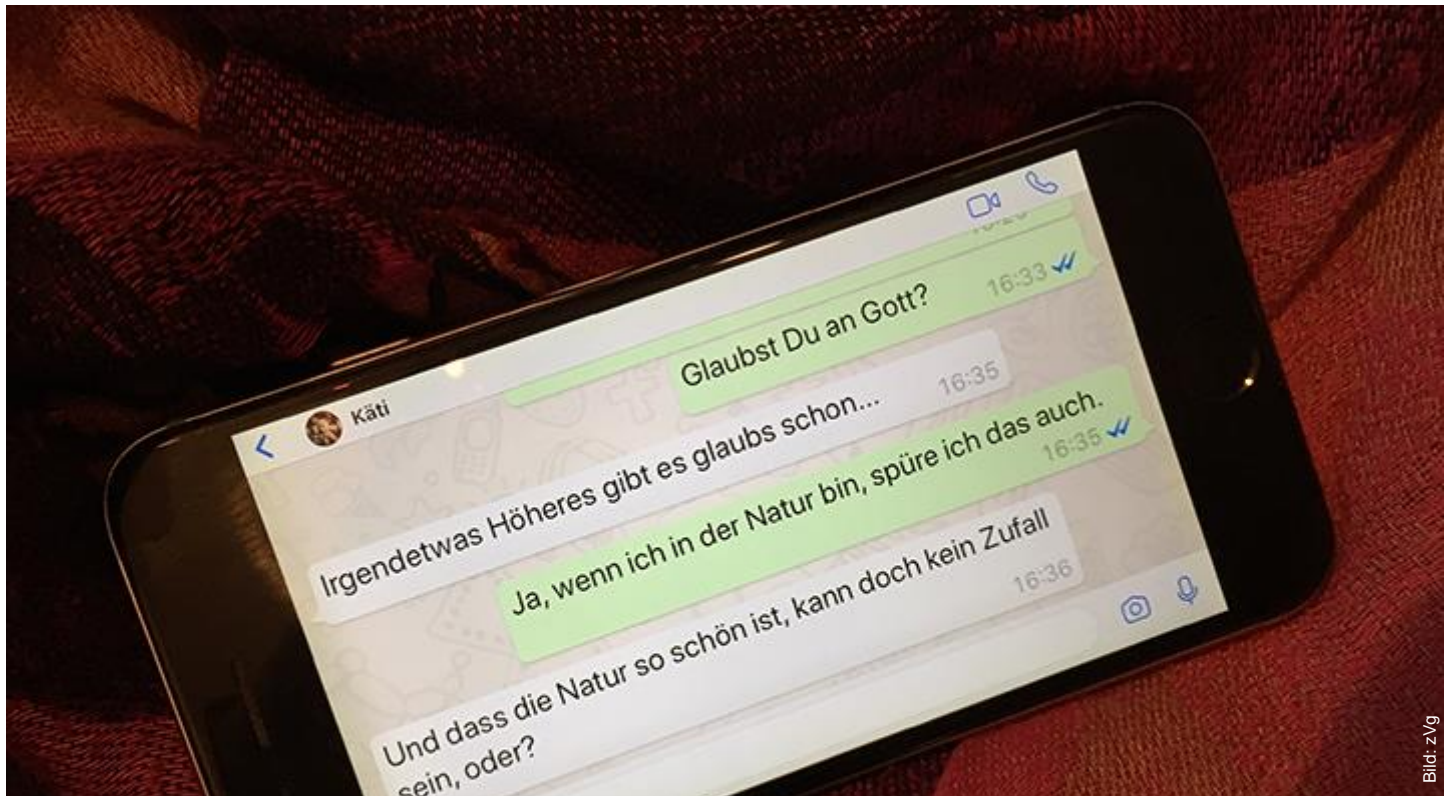 Käti
Glaubst Du an Gott?
16:33
Irgendetwas Höheres gibt es glaubs schon...
16:35
Ja, wenn ich in der Natur bin, spüre ich das auch.
16:35
Und dass die Natur so schön ist, kann doch kein Zufall
sein, oder?
16:36
Bild: zVg